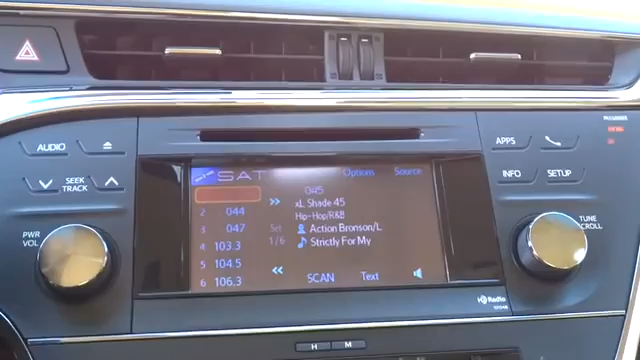 AUDIO
SEEK
TRACK
PWR
VOL
SAT
Options
Source
045
xL Shade 45
Hip-Hop/R&B
Action Bronson/L
Strictly For My
Set
1/6
2 044
3 047
4 103.3
5 104.5
6 106.3
SCAN
Text
APPS
INFO
SETUP
TUNE
SCROLL
HD Radio
H M